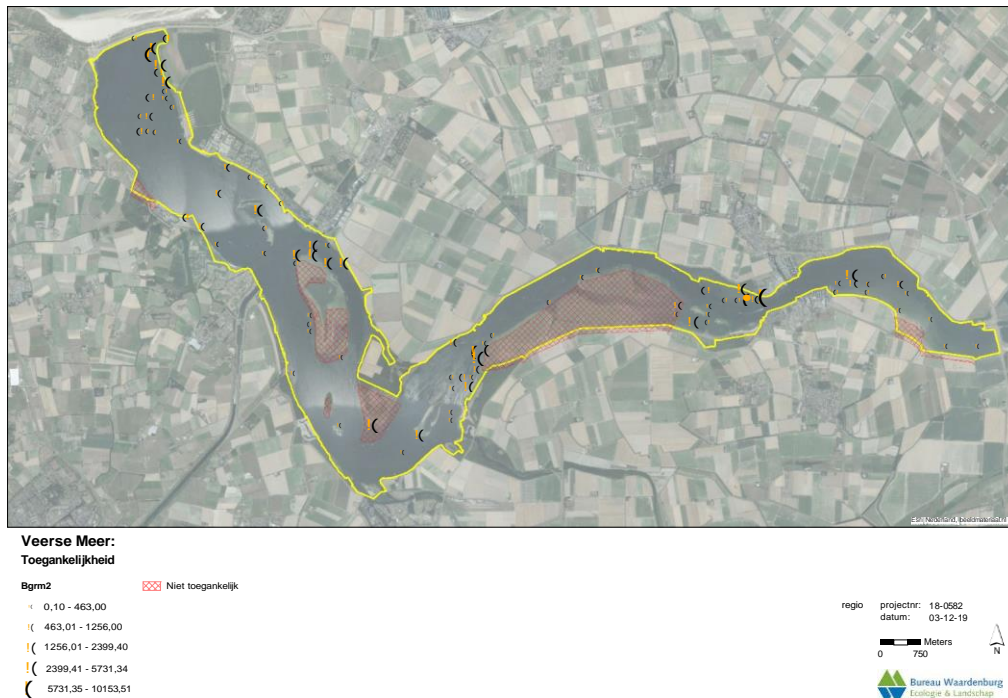 Esri Nederland, beeldmateriaal.nl
Veerse Meer:
Toegankelijkheid
Bgrm2
Niet toegankelijk
0,10 - 463,00
463,01 - 1256,00
1256,01 - 2399,40
2399,41 - 5731,34
5731,35 - 10153,51
regio projectnr: 18-0582
datum: 03-12-19
Meters
0 750
N
Bureau Waardenburg
Ecologie & Landschap